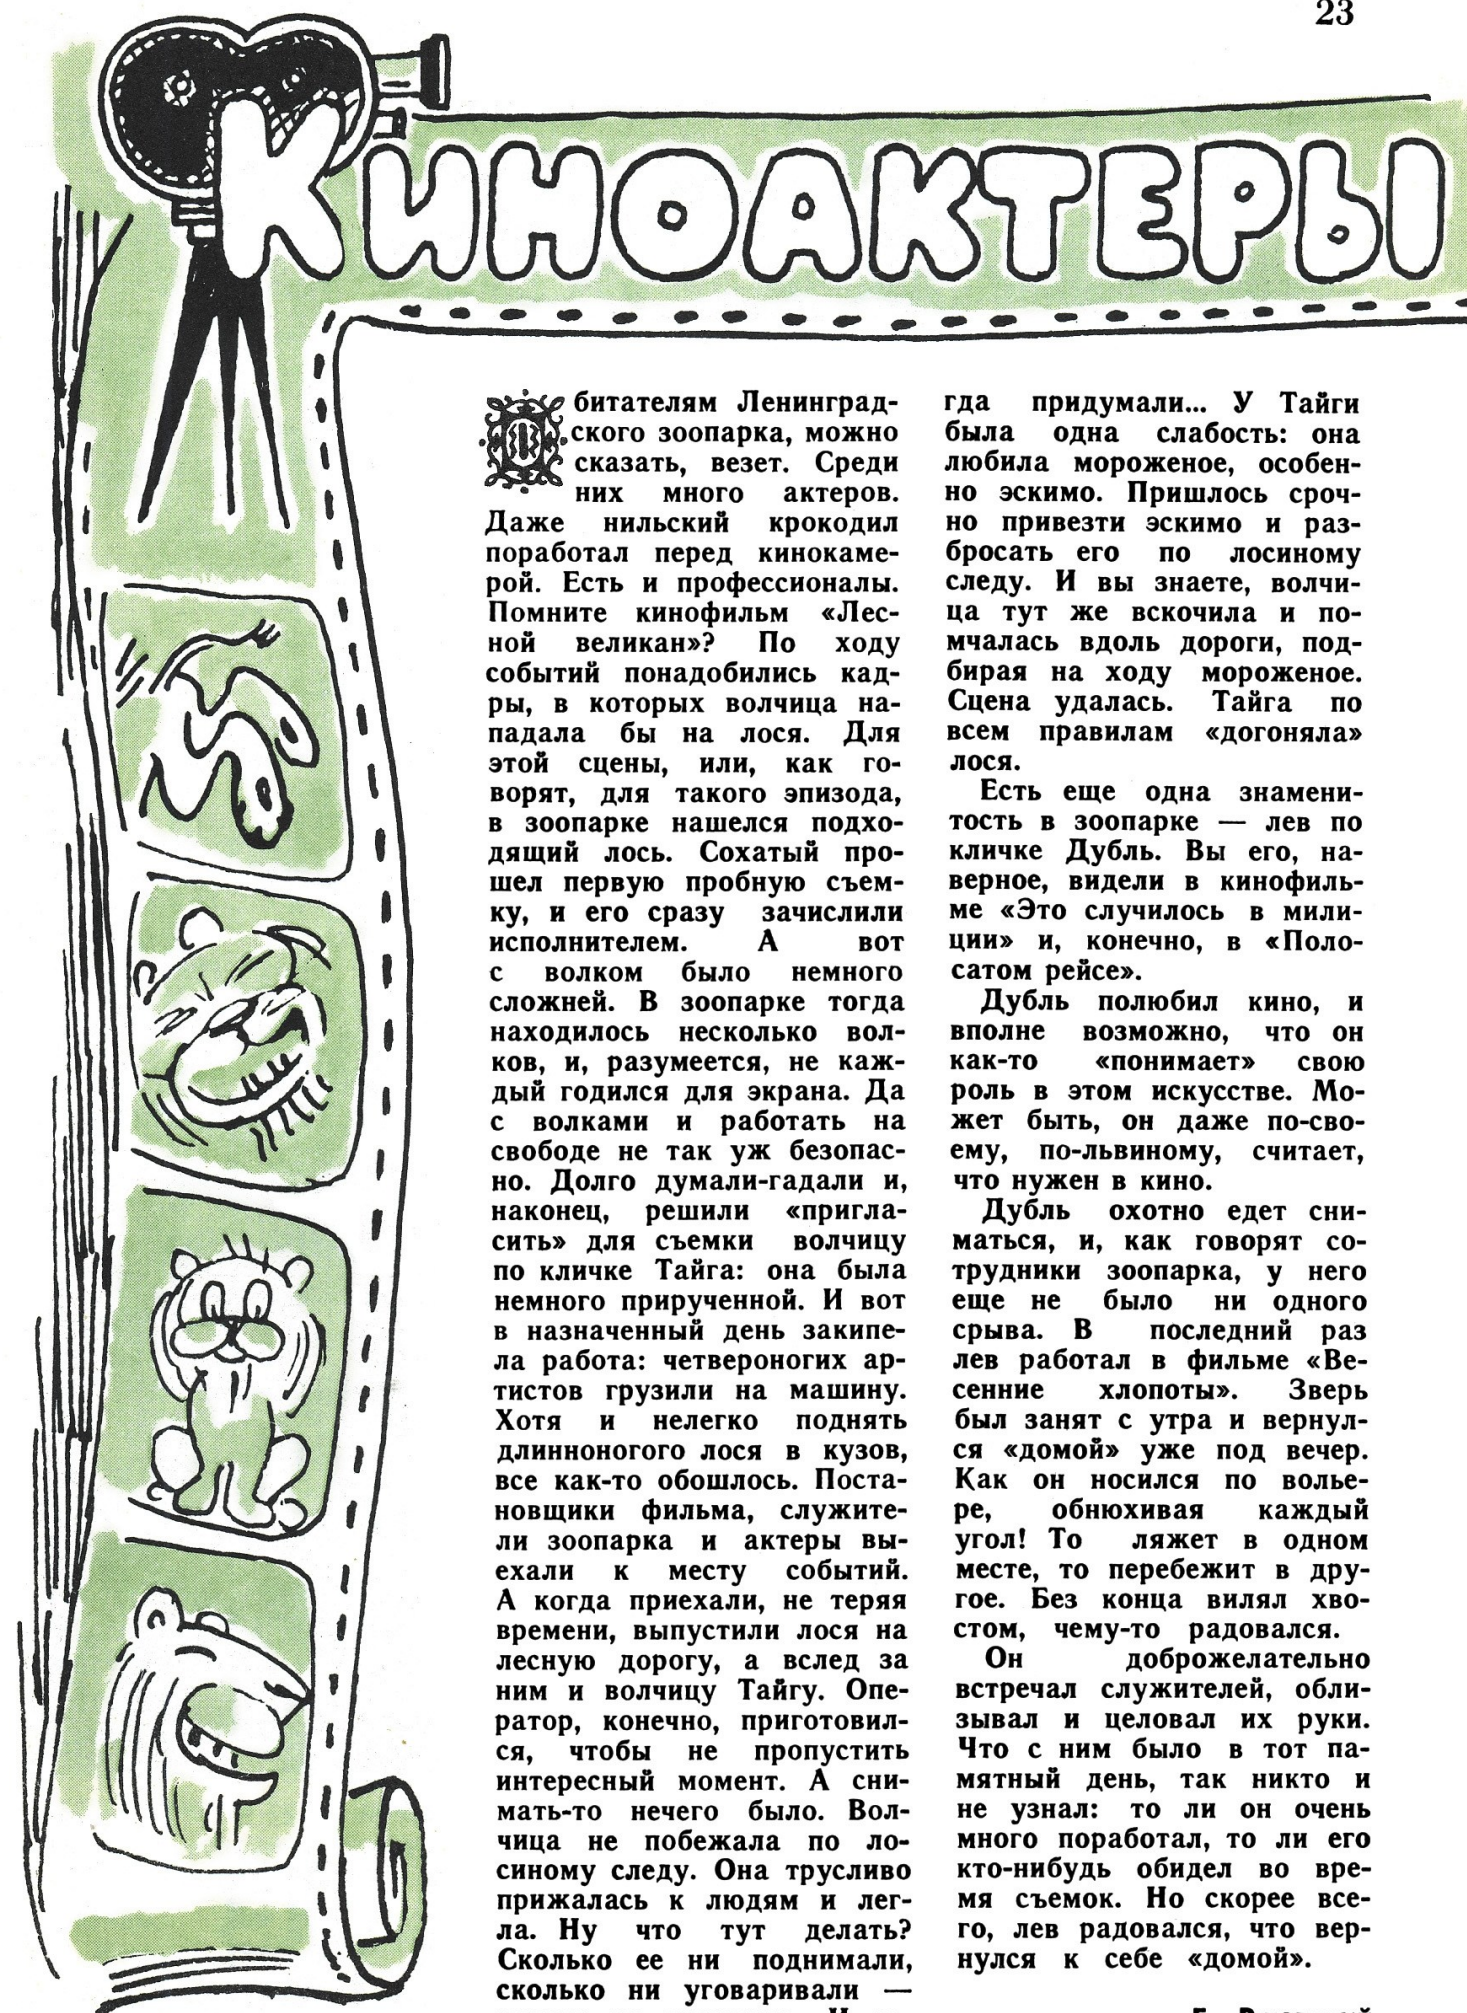 23
КИНОАКТЕРЫ
Обитателям Ленинград-
ского зоопарка, можно
сказать, везет. Среди
них много актеров.
Даже нильский крокодил
поработал перед кинокаме-
рой. Есть и профессионалы.
Помните кинофильм «Лес-
ной великан»? По ходу
событий понадобились кад-
ры, в которых волчица на-
падала бы на лося. Для
этой сцены, или, как го-
ворят, для такого эпизода,
в зоопарке нашелся подхо-
дящий лось. Сохатый про-
шел первую пробную съем-
ку, и его сразу зачислили
исполнителем. А вот
с волком было немного
сложней. В зоопарке тогда
находилось несколько вол-
ков, и, разумеется, не каж-
дый годился для экрана. Да
с волками и работать на
свободе не так уж безопас-
но. Долго думали-гадали и,
наконец, решили «пригла-
сить» для съемки волчицу
по кличке Тайга: она была
немного прирученной. И вот
в назначенный день закипе-
ла работа: четвероногих ар-
тистов грузили на машину.
Хотя и нелегко поднять
длинноногого лося в кузов,
все как-то обошлось. Поста-
новщики фильма, служите-
ли зоопарка и актеры вы-
ехали к месту событий.
А когда приехали, не теряя
времени, выпустили лося на
лесную дорогу, а вслед за
ним и волчицу Тайгу. Опе-
ратор, конечно, приготовил-
ся, чтобы не пропустить
интересный момент. А сни-
мать-то нечего было. Вол-
чица не побежала по ло-
синому следу. Она трусливо
прижалась к людям и лег-
ла. Ну что тут делать?
Сколько ее ни поднимали,
сколько ни уговаривали —
гда придумали... У Тайги
была одна слабость: она
любила мороженое, особен-
но эскимо. Пришлось сроч-
но привезти эскимо и раз-
бросать его по лосиному
следу. И вы знаете, волчи-
ца тут же вскочила и по-
мчалась вдоль дороги, под-
бирая на ходу мороженое.
Сцена удалась. Тайга по
всем правилам «догоняла»
лося.
Есть еще одна знамени-
тость в зоопарке — лев по
кличке Дубль. Вы его, на-
верное, видели в кинофиль-
ме «Это случилось в мили-
ции» и, конечно, в «Поло-
сатом рейсе».
Дубль полюбил кино, и
вполне возможно, что он
как-то «понимает» свою
роль в этом искусстве. Мо-
жет быть, он даже по-сво-
ему, по-львиному, считает,
что нужен в кино.
Дубль охотно едет сни-
маться, и, как говорят со-
трудники зоопарка, у него
еще не было ни одного
срыва. В последний раз
лев работал в фильме «Ве-
сенние хлопоты». Зверь
был занят с утра и вернул-
ся «домой» уже под вечер.
Как он носился по волье-
ре, обнюхивая каждый
угол! То ляжет в одном
месте, то перебежит в дру-
гое. Без конца вилял хво-
стом, чему-то радовался.
Он доброжелательно
встречал служителей, обли-
зывал и целовал их руки.
Что с ним было в тот па-
мятный день, так никто и
не узнал: то ли он очень
много поработал, то ли его
кто-нибудь обидел во вре-
мя съемок. Но скорее все-
го, лев радовался, что вер-
нулся к себе «домой».